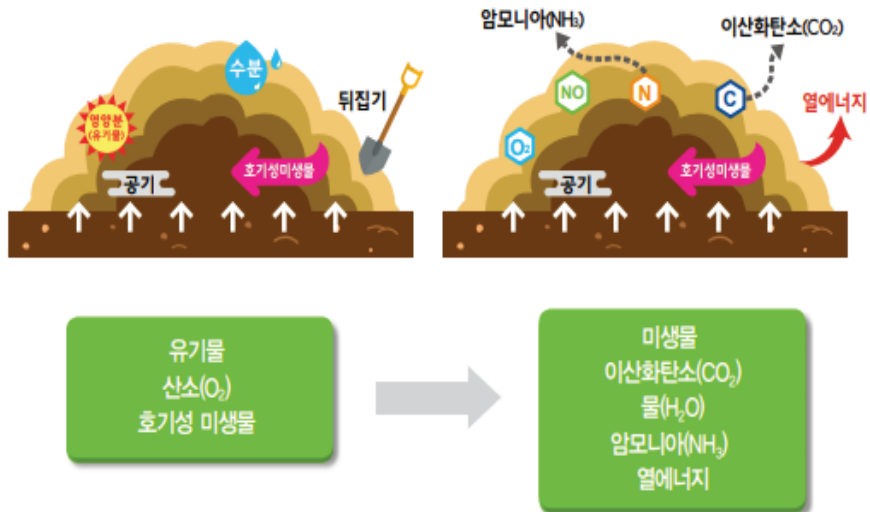 수분
뒤집기
영양분
(유기물)
호기성미생물
공기
암모니아(NH₃)
이산화탄소(CO₂)
NO
N
C
열에너지
O₂
호기성미생물
공기
유기물
산소(O₂)
호기성 미생물
미생물
이산화탄소(CO₂)
물(H₂O)
암모니아(NH₃)
열에너지